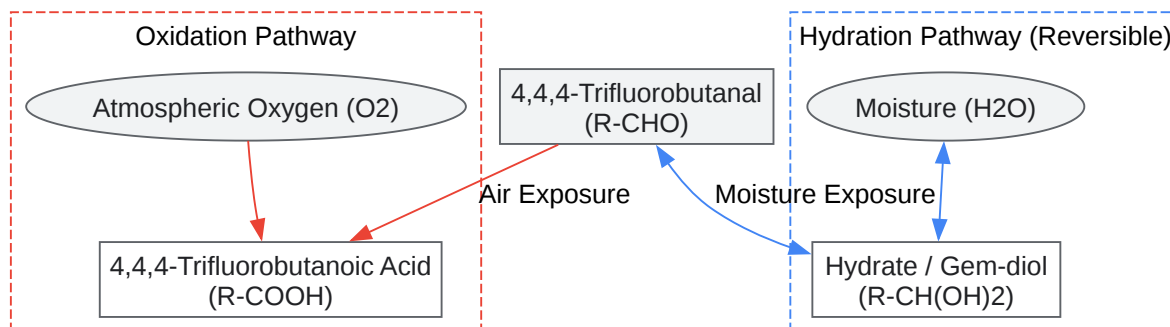 Oxidation Pathway
Hydration Pathway (Reversible)
Atmospheric Oxygen (O2)
4,4,4-Trifluorobutanal
(R-CHO)
Moisture (H2O)
Air Exposure
Moisture Exposure
4,4,4-Trifluorobutanoic Acid
(R-COOH)
Hydrate / Gem-diol
(R-CH(OH)2)